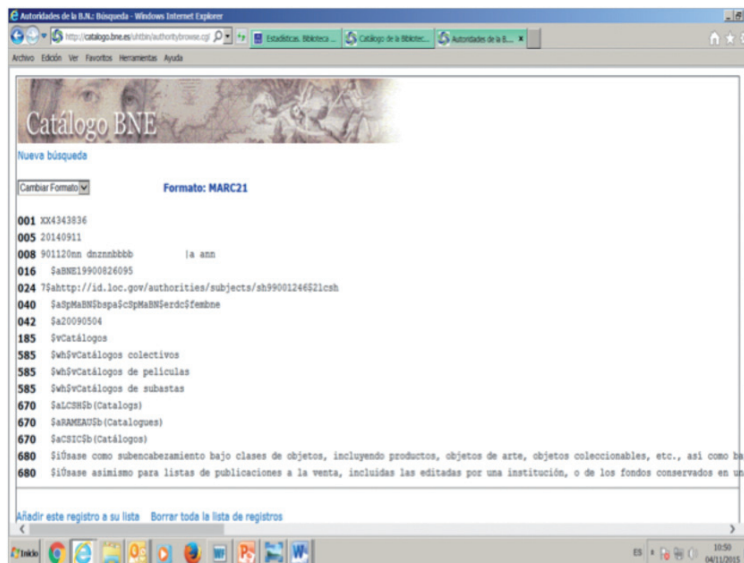 Autoridades de la B.N.: Búsqueda - Windows Internet Explorer
http://catalogo.bne.es/uhtbin/authoritybrowse.cgi
Estadísticas. Biblioteca ...
Catálogo de la Bibliotec...
Autoridades de la B...
Archivo Edición Ver Favoritos Herramientas Ayuda
Catálogo BNE
Nueva búsqueda
Cambiar Formato
Formato: MARC21
001 XX4343836
005 20140911
008 901120nn dnznnbbbb |a ann
016 $aBNE19900826095
024 7$ahttp://id.loc.gov/authorities/subjects/sh99001246$2lcsh
040 $aSpMaBN$bspa$cSpMaBN$erdc$fembne
042 $a20090504
185 $vCatálogos
585 $wh$vCatálogos colectivos
585 $wh$vCatálogos de películas
585 $wh$vCatálogos de subastas
670 $aLCSH$b(Catalogs)
670 $aRAMEAU$b(Catalogues)
670 $aCSIC$b(Catálogos)
680 $iÚsase como subencabezamiento bajo clases de objetos, incluyendo productos, objetos de arte, objetos coleccionables, etc., así como ba
680 $iÚsase asimismo para listas de publicaciones a la venta, incluidas las editadas por una institución, o de los fondos conservados en un
Añadir este registro a su lista Borrar toda la lista de registros
Inicio
ES
10:50
04/11/2015